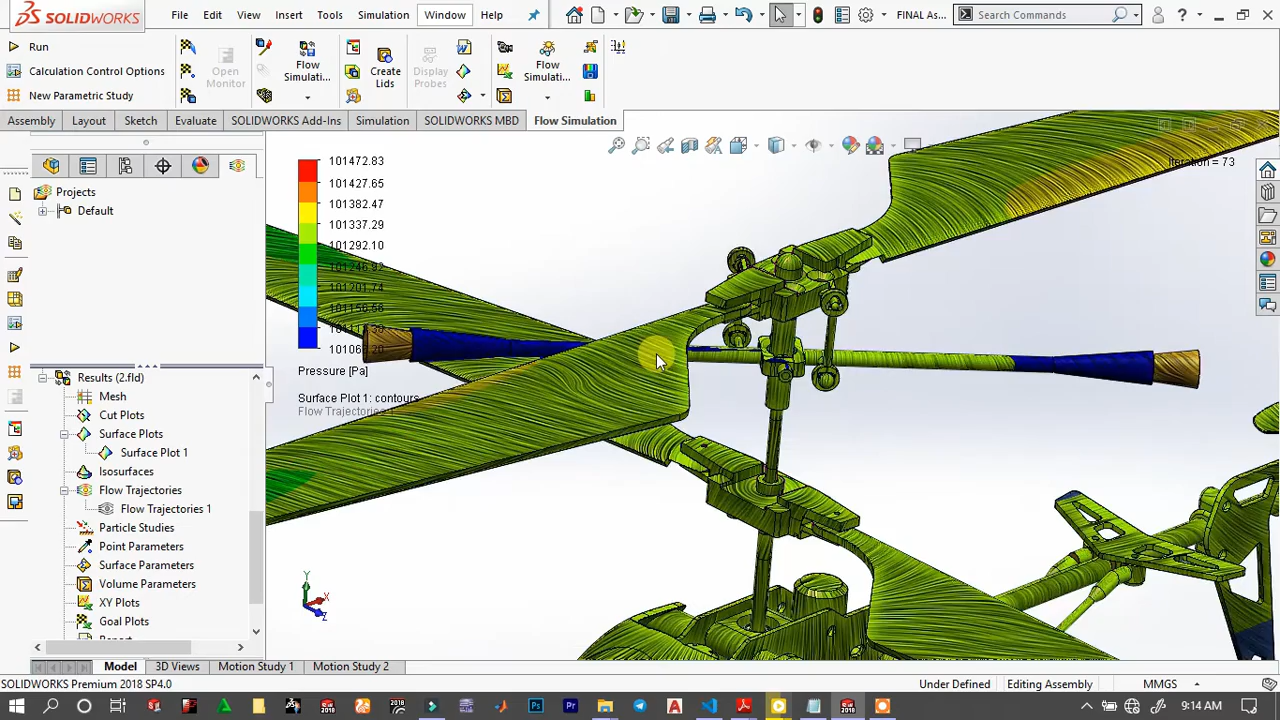 SOLIDWORKS File Edit View Insert Tools Simulation Window Help FINAL As... Search Commands
Run
Calculation Control Options
New Parametric Study
Open Monitor
Flow Simulati...
Create Lids
Display Probes
Flow Simulati...
Assembly Layout Sketch Evaluate SOLIDWORKS Add-Ins Simulation SOLIDWORKS MBD Flow Simulation
Projects
Default
Results (2.fld)
Mesh
Cut Plots
Surface Plots
Surface Plot 1
Isosurfaces
Flow Trajectories
Flow Trajectories 1
Particle Studies
Point Parameters
Surface Parameters
Volume Parameters
XY Plots
Goal Plots
101472.83
101427.65
101382.47
101337.29
101292.10
Pressure [Pa]
Surface Plot 1: contours
Flow Trajectories
Iteration = 73
Y
X
Z
Model 3D Views Motion Study 1 Motion Study 2
SOLIDWORKS Premium 2018 SP4.0 Under Defined Editing Assembly MMGS
9:14 AM